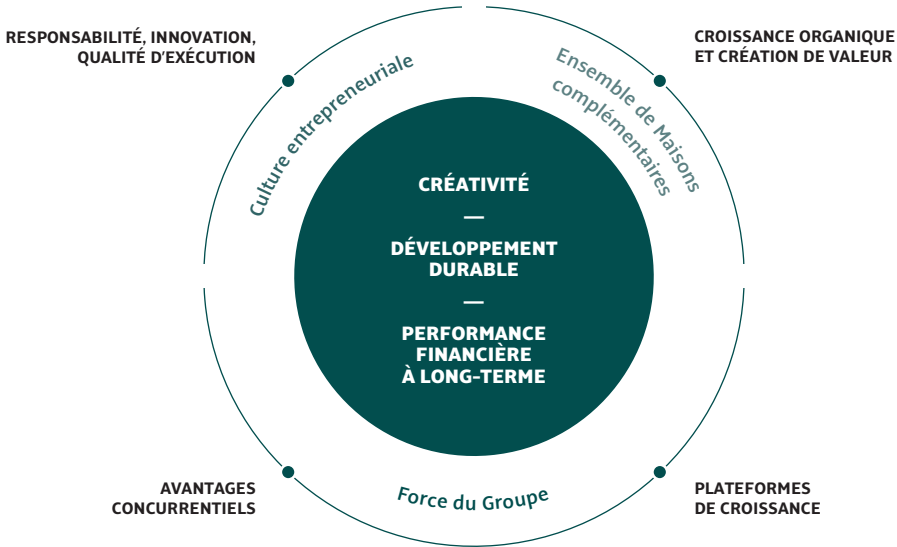 RESPONSABILITÉ, INNOVATION,
QUALITÉ D'EXÉCUTION
CROISSANCE ORGANIQUE
ET CRÉATION DE VALEUR
Culture entrepreneuriale
Ensemble de Maisons
complémentaires
CRÉATIVITÉ
—
DÉVELOPPEMENT
DURABLE
—
PERFORMANCE
FINANCIÈRE
À LONG-TERME
AVANTAGES
CONCURRENTIELS
Force du Groupe
PLATEFORMES
DE CROISSANCE